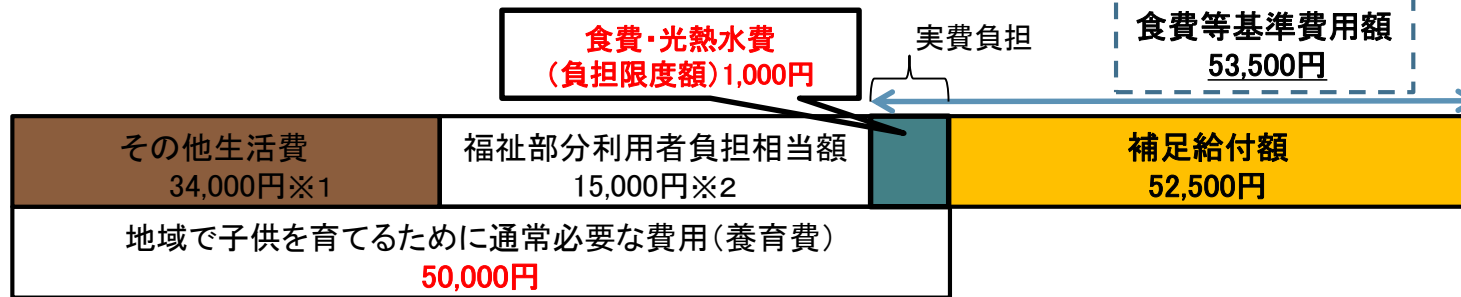 食費・光熱水費
（負担限度額）1,000円
実費負担
食費等基準費用額
53,500円
その他生活費
34,000円※1
福祉部分利用者負担相当額
15,000円※2
補足給付額
52,500円
地域で子供を育てるために通常必要な費用（養育費）
50,000円